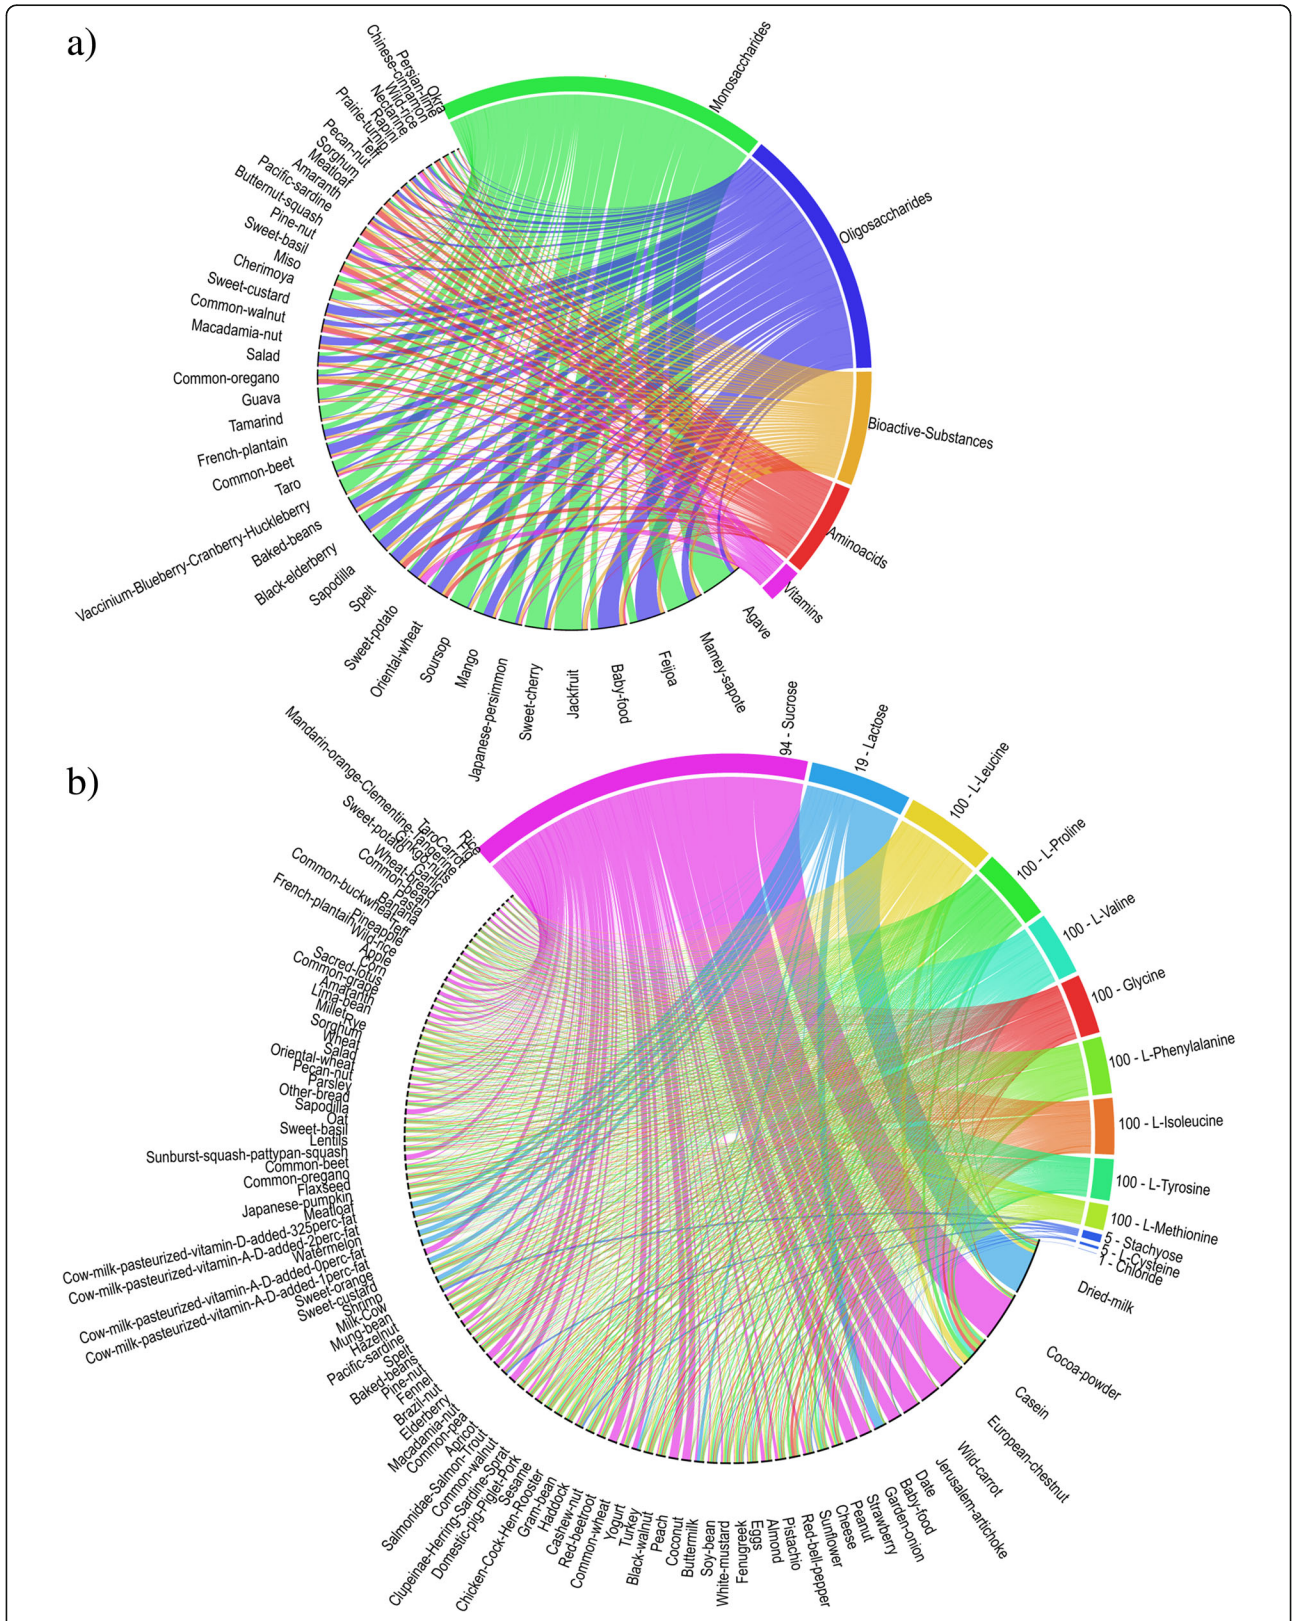 a)
Monosaccharides
Oligosaccharides
Bioactive-Substances
Aminoacids
Vitamins
Okra
Persian-lime
Chinese-cinnamon
Wild-rice
Nectarine
Rapini
Prairie-turnip
Teff
Pecan-nut
Sorghum
Meatloaf
Amaranth
Pacific-sardine
Butternut-squash
Pine-nut
Sweet-basil
Miso
Cherimoya
Sweet-custard
Common-walnut
Macadamia-nut
Salad
Common-oregano
Guava
Tamarind
French-plantain
Common-beet
Taro
Vaccinium-Blueberry-Cranberry-Huckleberry
Baked-beans
Black-elderberry
Sapodilla
Spelt
Sweet-potato
Oriental-wheat
Soursop
Mango
Japanese-persimmon
Sweet-cherry
Jackfruit
Baby-food
Feijoa
Mamey-sapote
Agave
b)
94 - Sucrose
19 - Lactose
100 - L-Leucine
100 - L-Proline
100 - L-Valine
100 - Glycine
100 - L-Phenylalanine
100 - L-Isoleucine
100 - L-Tyrosine
100 - L-Methionine
5 - Stachyose
5 - L-Cysteine
1 - Chloride
Rice
Carrot
Taro
Mandarin-orange-Clementine-Tangerine
Ginkgo-nuts
Sweet-potato
Garlic
Wheat-bread
Common-bean
Pasta
Banana
Teff
Common-buckwheat
Pineapple
French-plantain
Wild-rice
Apple
Corn
Sacred-lotus
Common-grape
Amaranth
Lima-bean
Rye
Millet
Sorghum
Wheat
Salad
Oriental-wheat
Pecan-nut
Parsley
Other-bread
Sapodilla
Oat
Sweet-basil
Lentils
Sunburst-squash-pattypan-squash
Common-beet
Common-oregano
Flaxseed
Japanese-pumpkin
Meatloaf
Cow-milk-pasteurized-vitamin-D-added-325perc-fat
Cow-milk-pasteurized-vitamin-A-D-added-2perc-fat
Watermelon
Cow-milk-pasteurized-vitamin-A-D-added-0perc-fat
Cow-milk-pasteurized-vitamin-A-D-added-1perc-fat
Sweet-orange
Sweet-custard
Shrimp
Milk-Cow
Mung-bean
Hazelnut
Pacific-sardine
Spelt
Baked-beans
Pine-nut
Fennel
Brazil-nut
Elderberry
Macadamia-nut
Common-pea
Apricot
Salmonidae-Salmon-Trout
Common-walnut
Clupeinae-Herring-Sardine-Sprat
Domestic-pig-Piglet-Pork
Sesame
Chicken-Cock-Hen-Rooster
Gram-bean
Haddock
Cashew-nut
Red-beetroot
Common-wheat
Yogurt
Turkey
Black-walnut
Peach
Coconut
Buttermilk
Soy-bean
White-mustard
Fenugreek
Eggs
Almond
Pistachio
Red-bell-pepper
Sunflower
Cheese
Peanut
Strawberry
Garden-onion
Baby-food
Date
Jerusalem-artichoke
Wild-carrot
European-chestnut
Casein
Cocoa-powder
Dried-milk